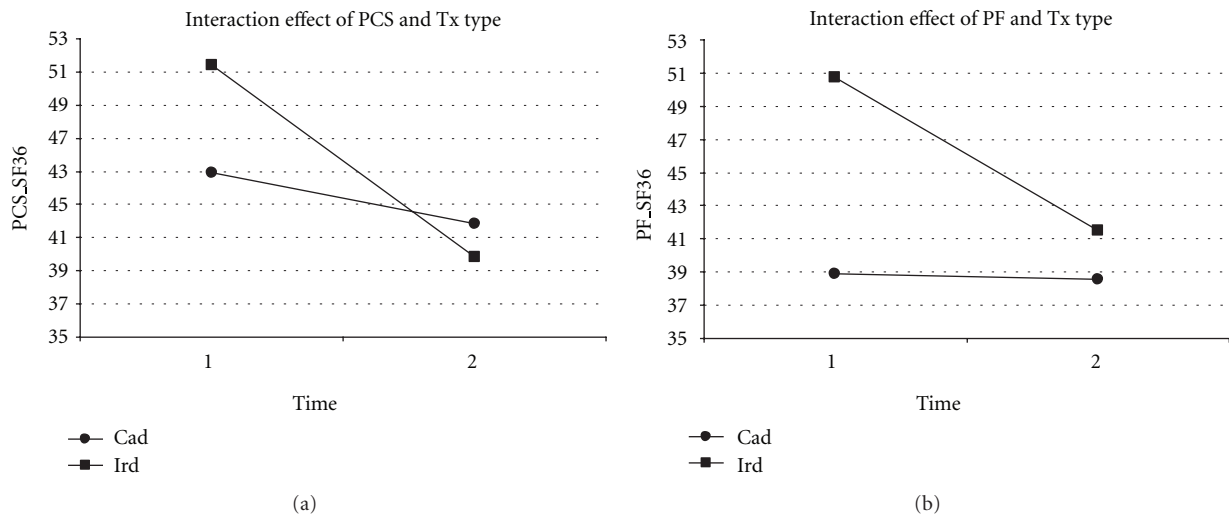 Interaction effect of PCS and Tx type
53
51
49
47
43
45
41
39
37
35
PCS_SF36
1
2
Time
Cad
Ird
(a)
Interaction effect of PF and Tx type
53
51
49
47
45
43
41
39
37
35
PF_SF36
1
2
Time
Cad
Ird
(b)